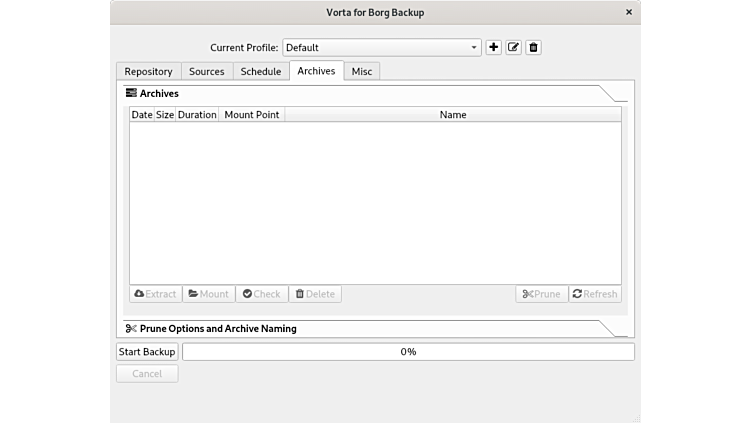 Vorta for Borg Backup
Current Profile: Default
Repository Sources Schedule Archives Misc
Archives
Date Size Duration Mount Point Name
Extract Mount Check Delete Prune Refresh
Prune Options and Archive Naming
Start Backup 0%
Cancel